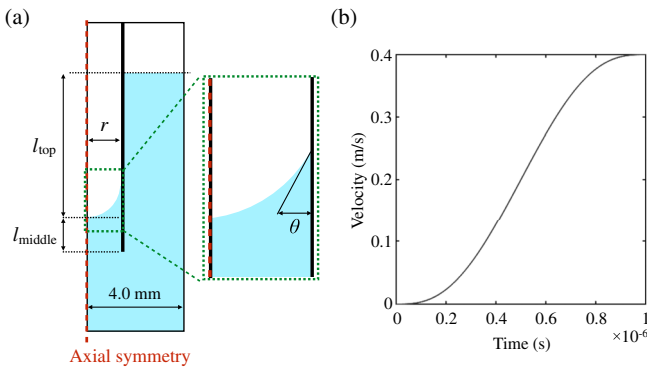 (a)
r
l_top
l_middle
θ
4.0 mm
Axial symmetry
(b)
0.4
0.3
0.2
0.1
0
Velocity (m/s)
0 0.2 0.4 0.6 0.8 1
×10⁻⁶
Time (s)